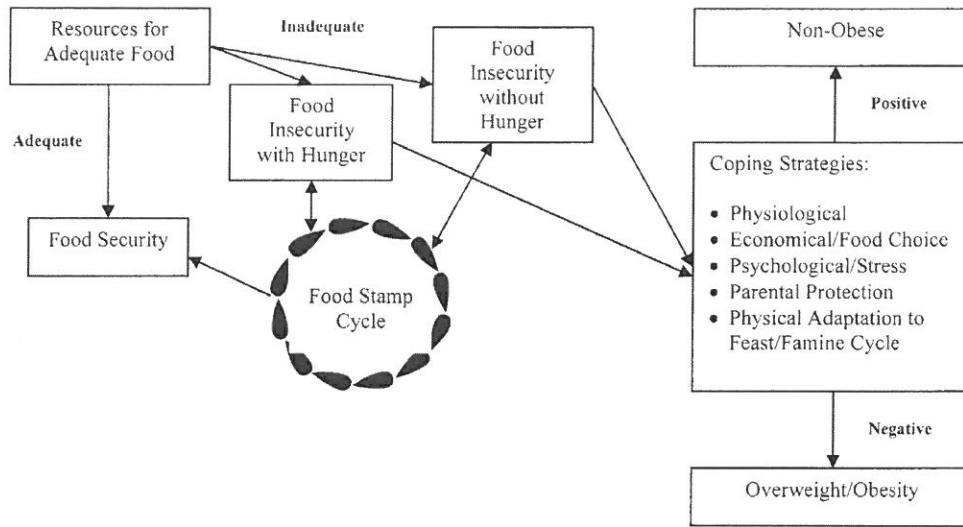 Resources for
Adequate Food
Inadequate
Food
Insecurity
without
Hunger
Non-Obese
Food
Insecurity
with Hunger
Adequate
Positive
Coping Strategies:
• Physiological
• Economical/Food Choice
• Psychological/Stress
• Parental Protection
• Physical Adaptation to
Feast/Famine Cycle
Food Security
Food Stamp
Cycle
Negative
Overweight/Obesity